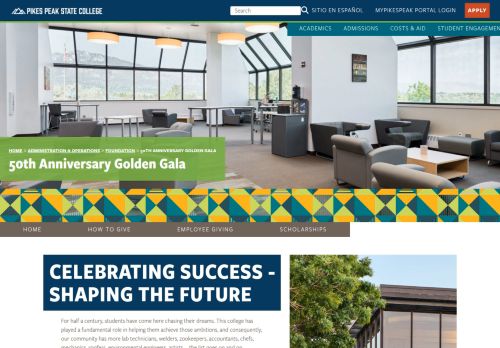 PIKES PEAK STATE COLLEGE
Search
SITIO EN ESPAÑOL
MYPIKESPEAK PORTAL LOGIN
APPLY
ACADEMICS
ADMISSIONS
COSTS & AID
STUDENT ENGAGEMEN
HOME > ADMINISTRATION & OPERATIONS > FOUNDATION > 50TH ANNIVERSARY GOLDEN GALA
50th Anniversary Golden Gala
HOME
HOW TO GIVE
EMPLOYEE GIVING
SCHOLARSHIPS
CELEBRATING SUCCESS -
SHAPING THE FUTURE
For half a century, students have come here chasing their dreams. This college has
played a fundamental role in helping them achieve those ambitions, and consequently,
our community has more lab technicians, welders, zookeepers, accountants, chefs,
mechanics, roofers, environmental employees, artists ... the list goes on and on